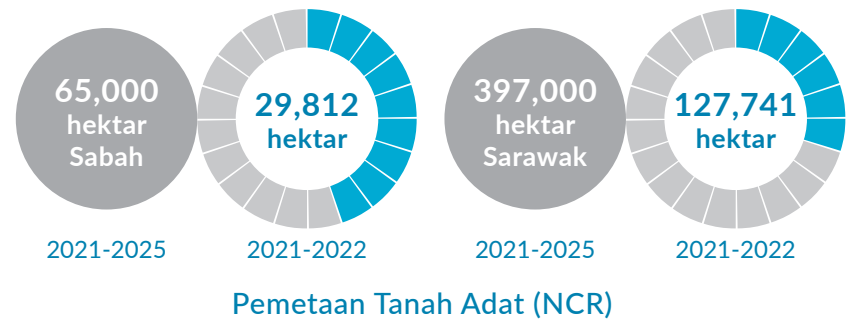 65,000
hektar
Sabah
29,812
hektar
397,000
hektar
Sarawak
127,741
hektar
2021-2025
2021-2022
2021-2025
2021-2022
Pemetaan Tanah Adat (NCR)